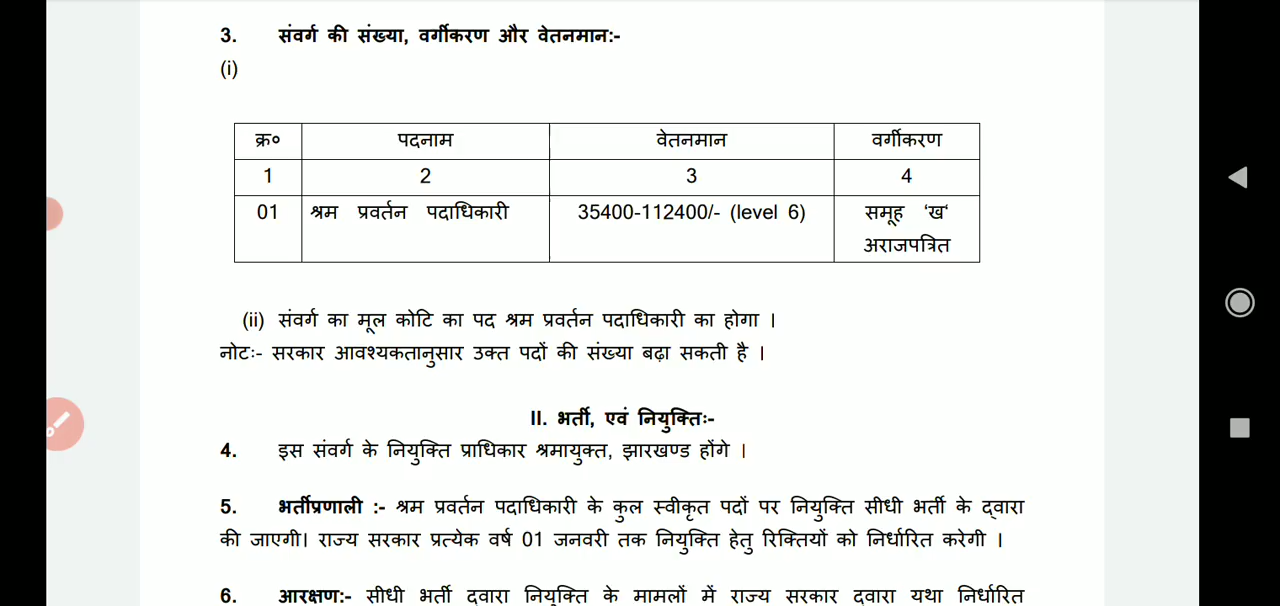 3. संवर्ग की संख्या, वर्गीकरण और वेतनमान:-
(i)
क्र० पदनाम वेतनमान वर्गीकरण
1 2 3 4
01 श्रम प्रवर्तन पदाधिकारी 35400-112400/- (level 6) समूह ‘ख‘
अराजपत्रित
(ii) संवर्ग का मूल कोटि का पद श्रम प्रवर्तन पदाधिकारी का होगा ।
नोटः- सरकार आवश्यकतानुसार उक्त पदों की संख्या बढ़ा सकती है ।
II. भर्ती, एवं नियुक्तिः-
4. इस संवर्ग के नियुक्ति प्राधिकार श्रमायुक्त, झारखण्ड होंगे ।
5. भर्तीप्रणाली :- श्रम प्रवर्तन पदाधिकारी के कुल स्वीकृत पदों पर नियुक्ति सीधी भर्ती के द्वारा
की जाएगी। राज्य सरकार प्रत्येक वर्ष 01 जनवरी तक नियुक्ति हेतु रिक्तियों को निर्धारित करेगी ।
6. आरक्षण:- सीधी भर्ती द्वारा नियुक्ति के मामलों में राज्य सरकार द्वारा यथा निर्धारित